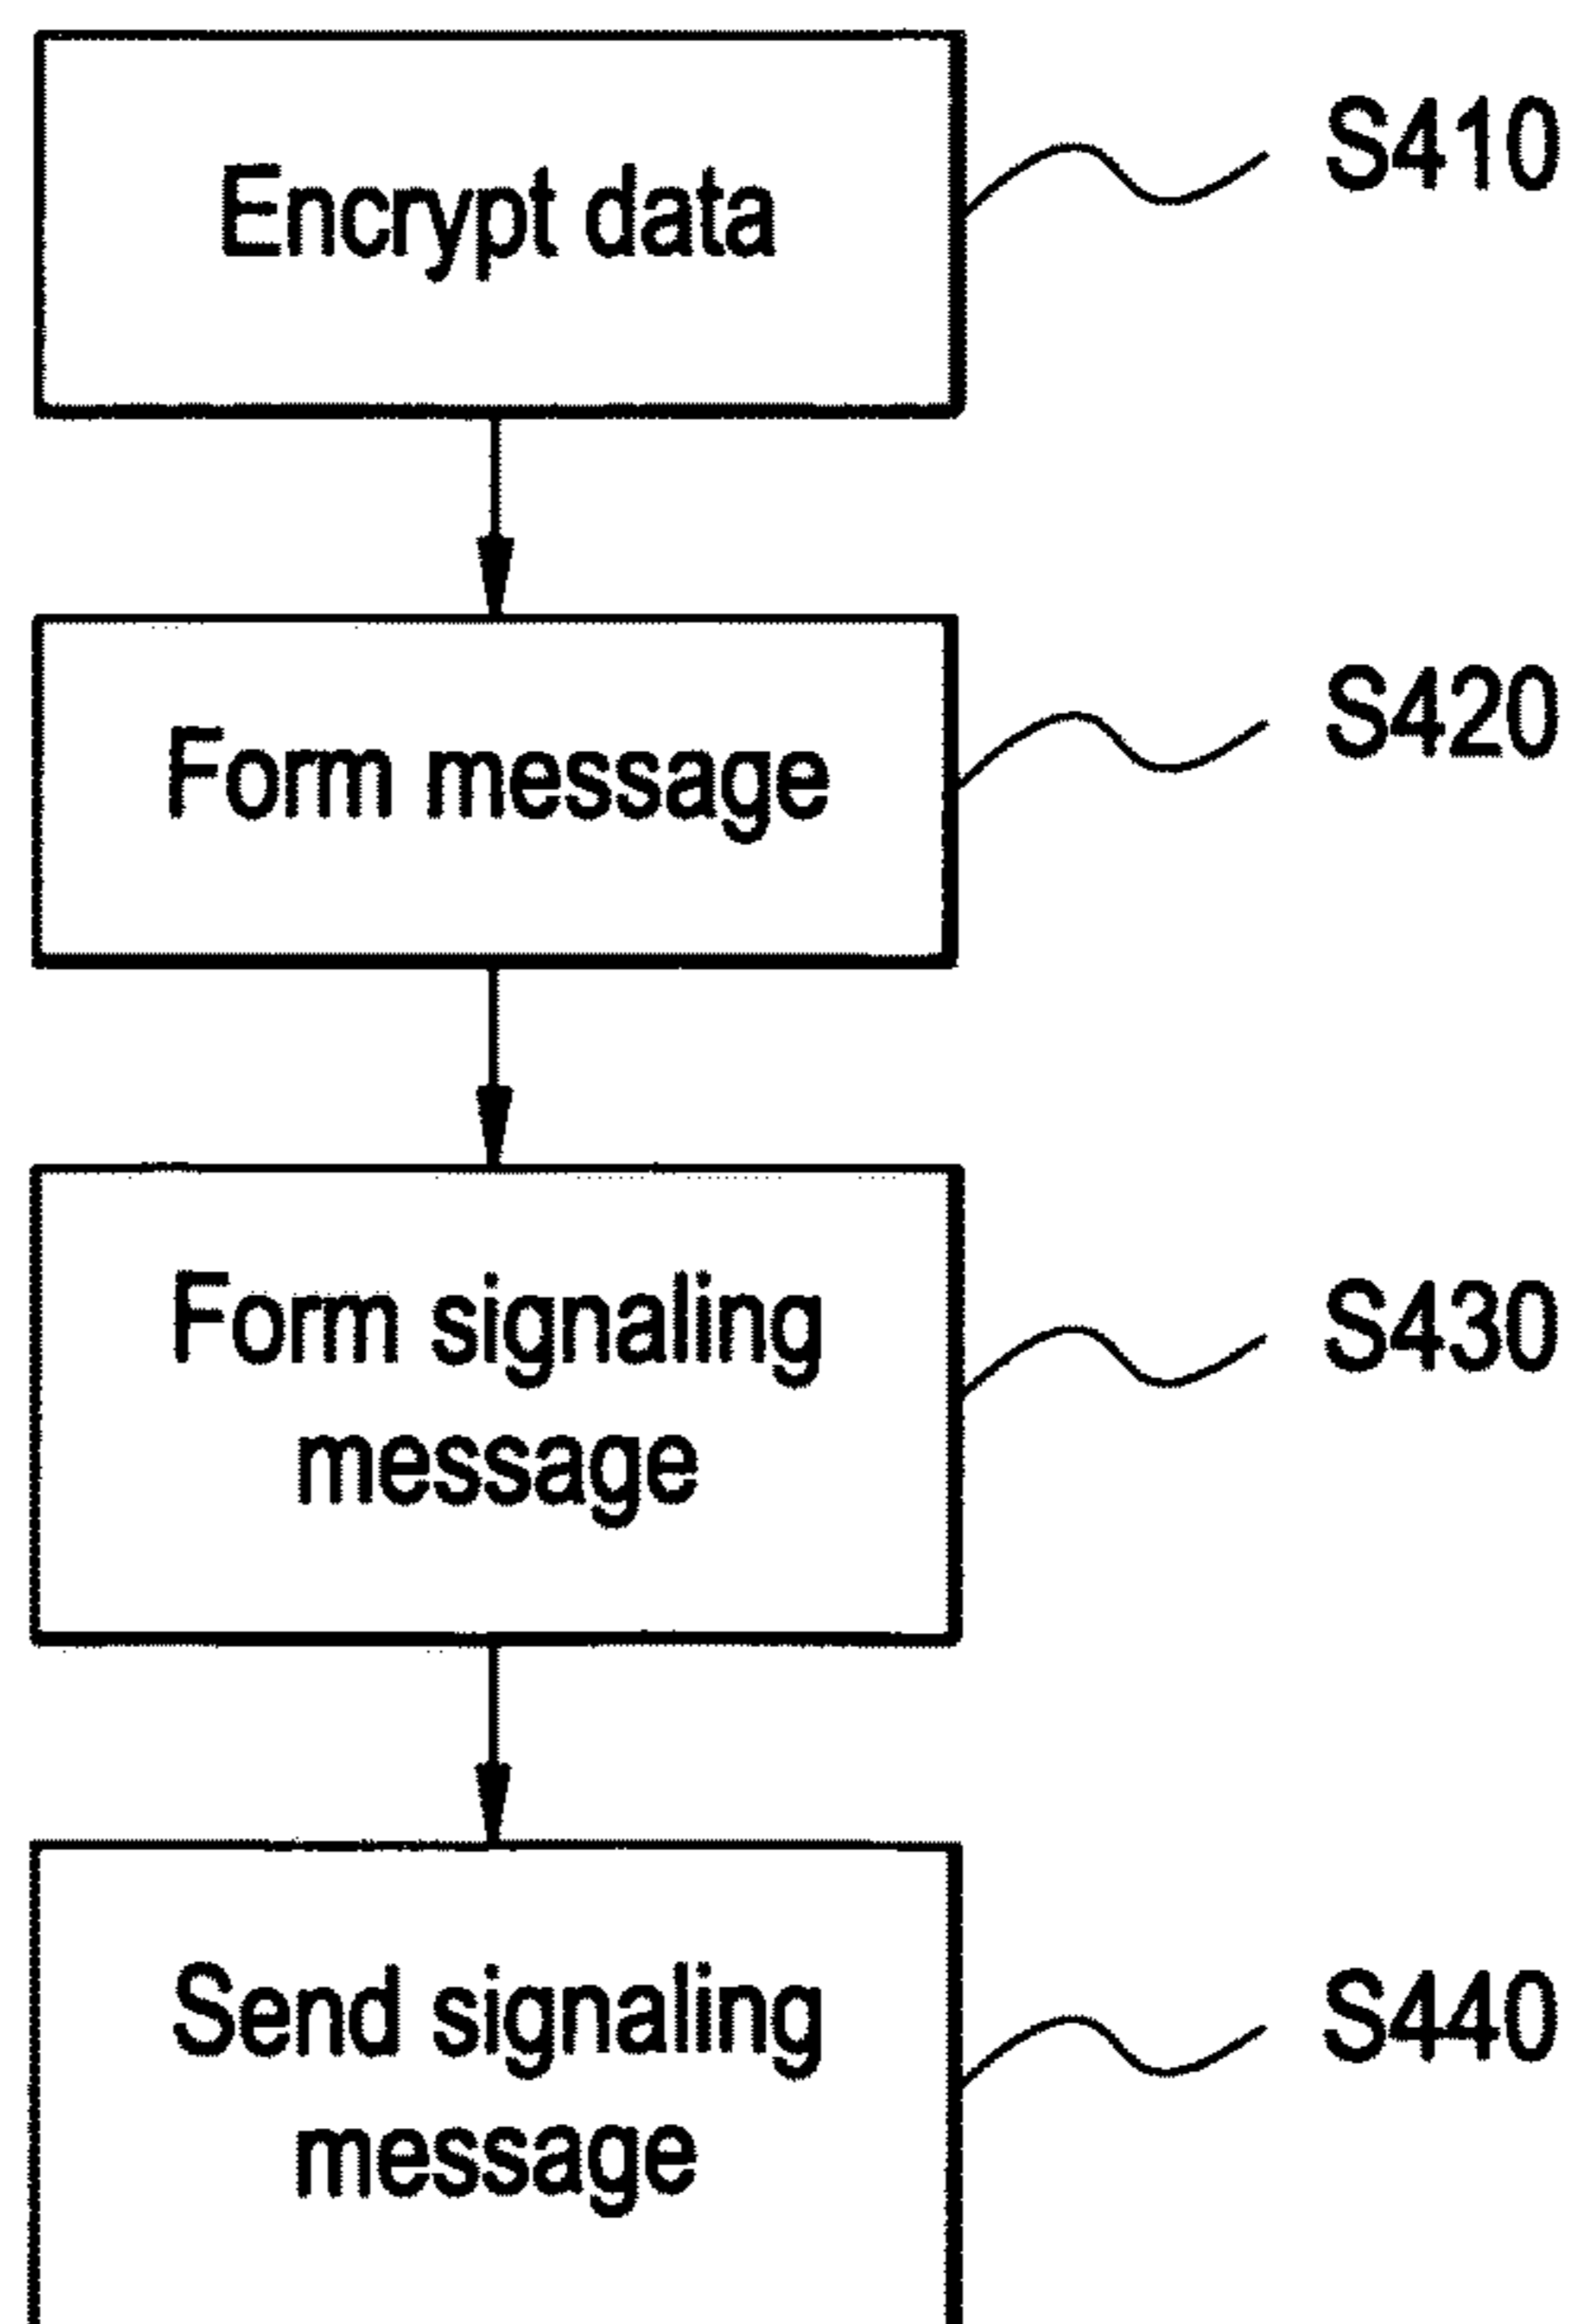 Encrypt data
S410
Form message
S420
Form signaling
message
S430
Send signaling
message
S440